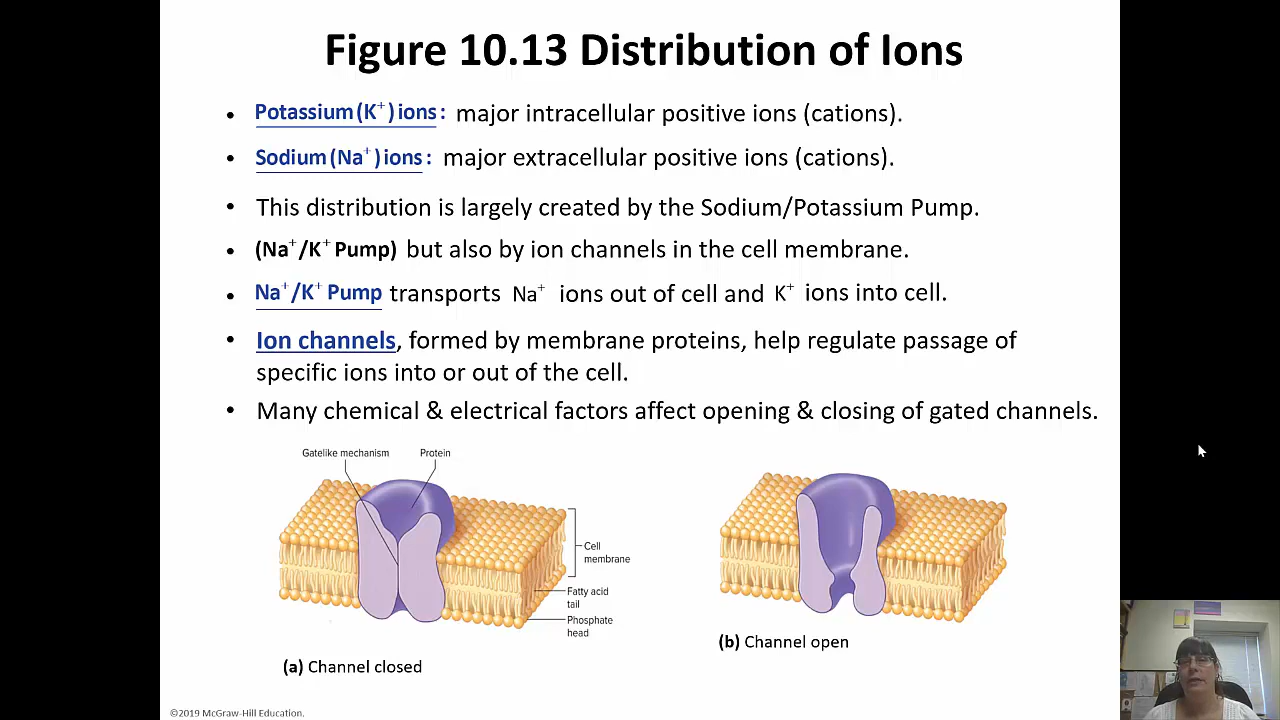 Figure 10.13 Distribution of Ions
• Potassium (K⁺) ions: major intracellular positive ions (cations).
• Sodium (Na⁺) ions: major extracellular positive ions (cations).
• This distribution is largely created by the Sodium/Potassium Pump.
• (Na⁺/K⁺ Pump) but also by ion channels in the cell membrane.
• Na⁺/K⁺ Pump transports Na⁺ ions out of cell and K⁺ ions into cell.
• Ion channels, formed by membrane proteins, help regulate passage of
specific ions into or out of the cell.
• Many chemical & electrical factors affect opening & closing of gated channels.
Gatelike mechanism
Protein
Cell
membrane
Fatty acid
tail
Phosphate
head
(a) Channel closed
(b) Channel open
©2019 McGraw-Hill Education.